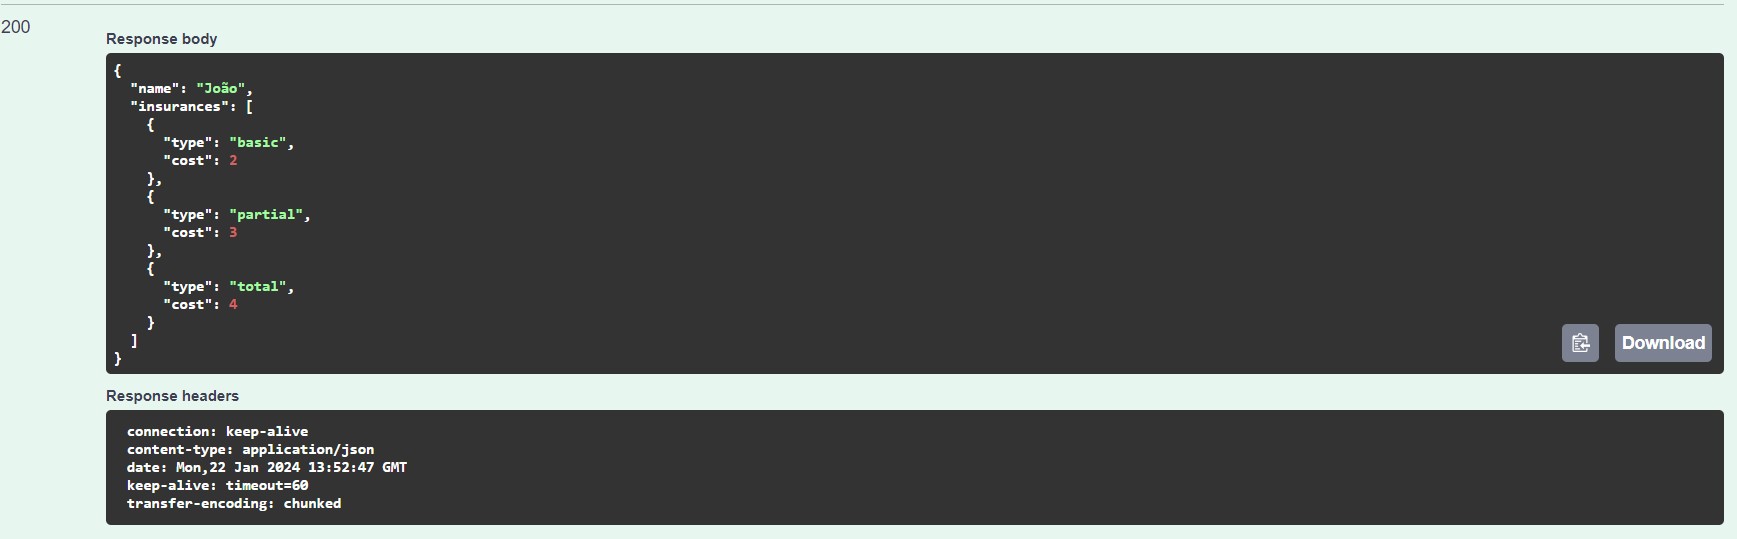 200
Response body
{
  "name": "João",
  "insurances": [
    {
      "type": "basic",
      "cost": 2
    },
    {
      "type": "partial",
      "cost": 3
    },
    {
      "type": "total",
      "cost": 4
    }
  ]
}
Download
Response headers
connection: keep-alive
content-type: application/json
date: Mon,22 Jan 2024 13:52:47 GMT
keep-alive: timeout=60
transfer-encoding: chunked